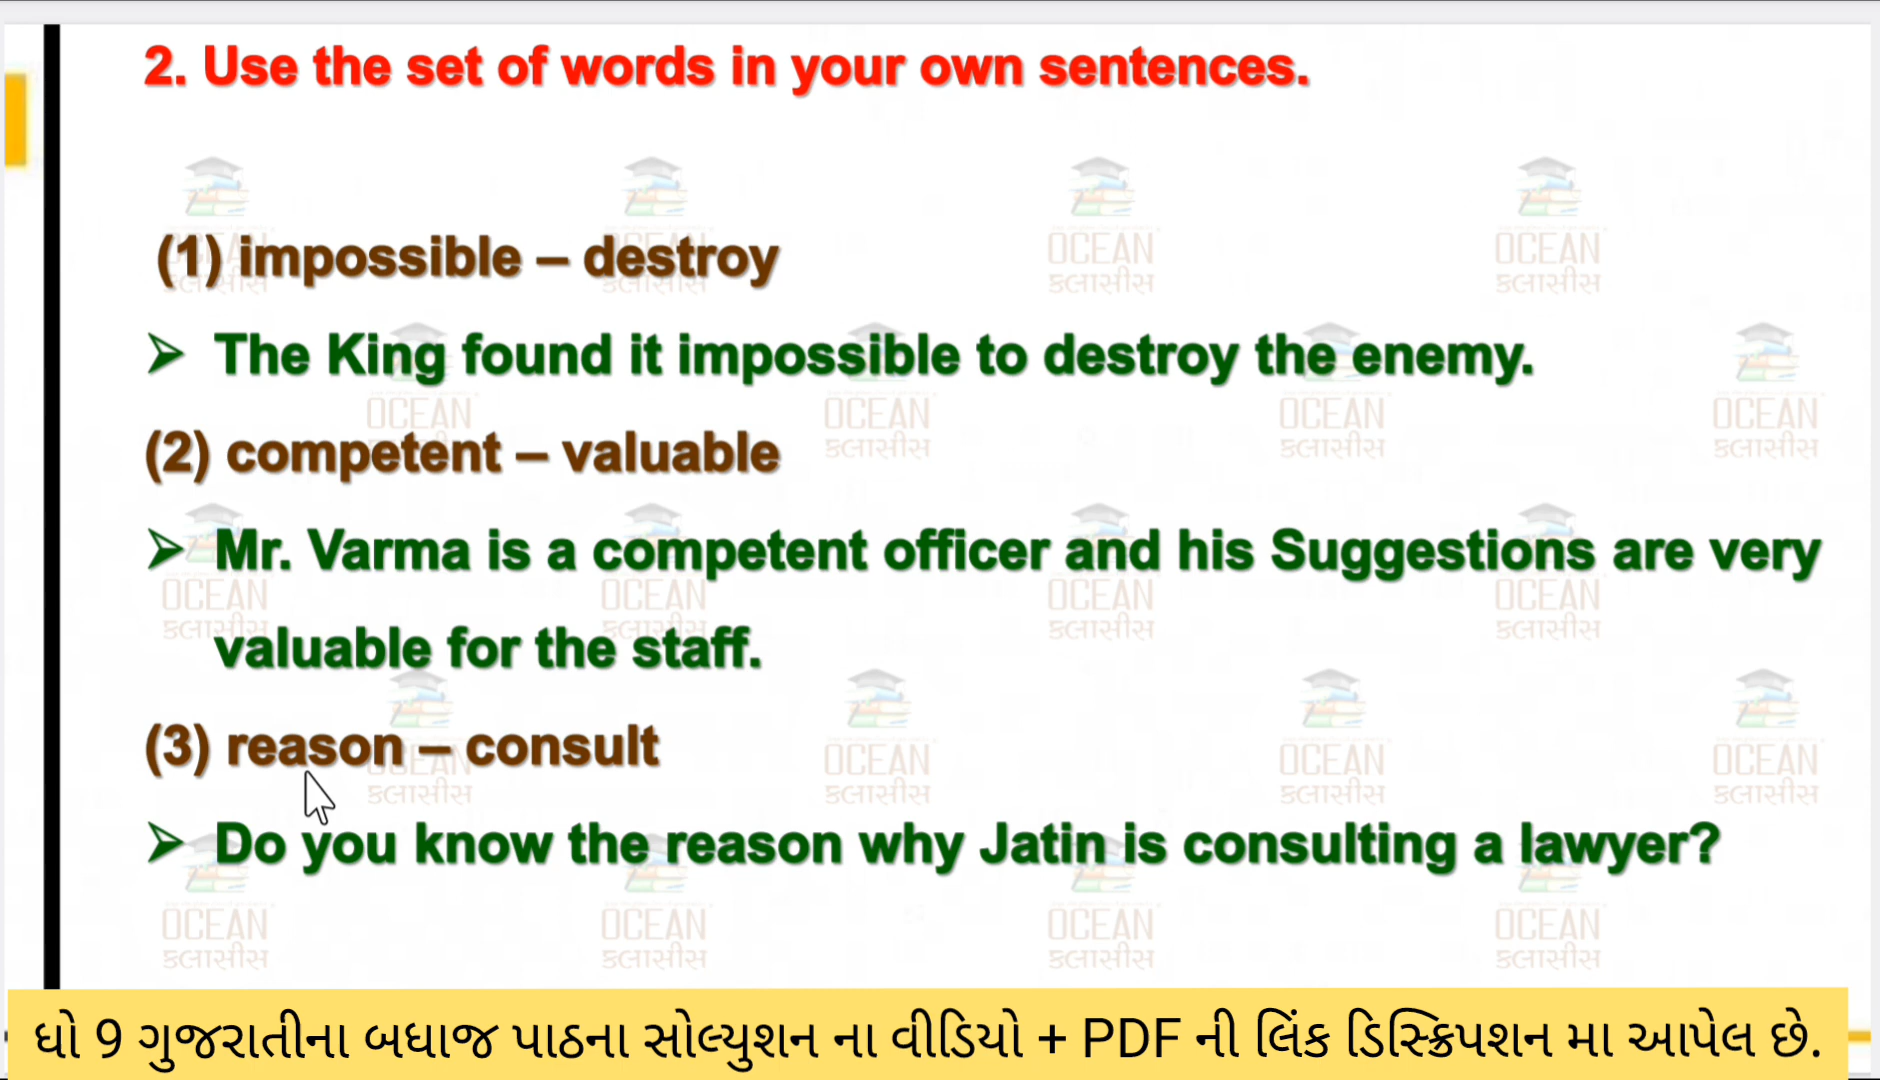 2. Use the set of words in your own sentences.
(1) impossible – destroy
➢ The King found it impossible to destroy the enemy.
(2) competent – valuable
➢ Mr. Varma is a competent officer and his Suggestions are very
valuable for the staff.
(3) reason – consult
➢ Do you know the reason why Jatin is consulting a lawyer?
OCEAN
ક્લાસીસ
ધો 9 ગુજરાતીના બધાજ પાઠના સોલ્યુશન ના વીડિયો + PDF ની લિંક ડિસ્ક્રિપશન મા આપેલ છે.